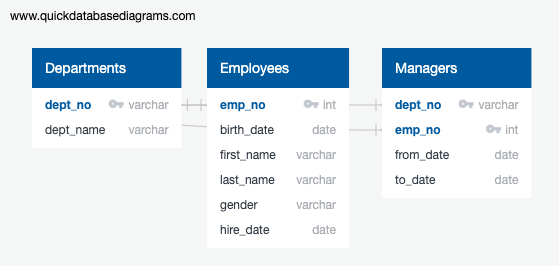 www.quickdatabasediagrams.com
Departments
dept_no varchar
dept_name varchar
Employees
emp_no int
birth_date date
first_name varchar
last_name varchar
gender varchar
hire_date date
Managers
dept_no varchar
emp_no int
from_date date
to_date date